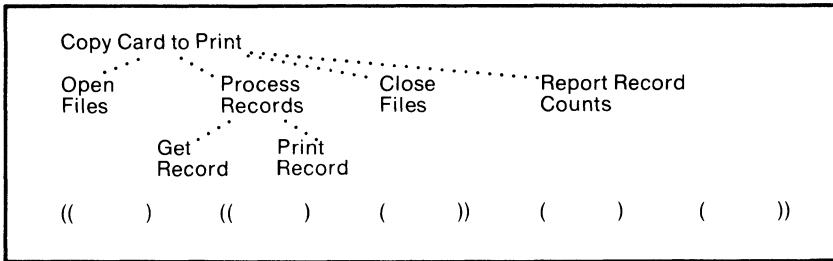 Copy Card to Print
Open Process Close Report Record
Files Records Files Counts
Get Print
Record Record
(( ) (( ) ( )) ( ) ( ))